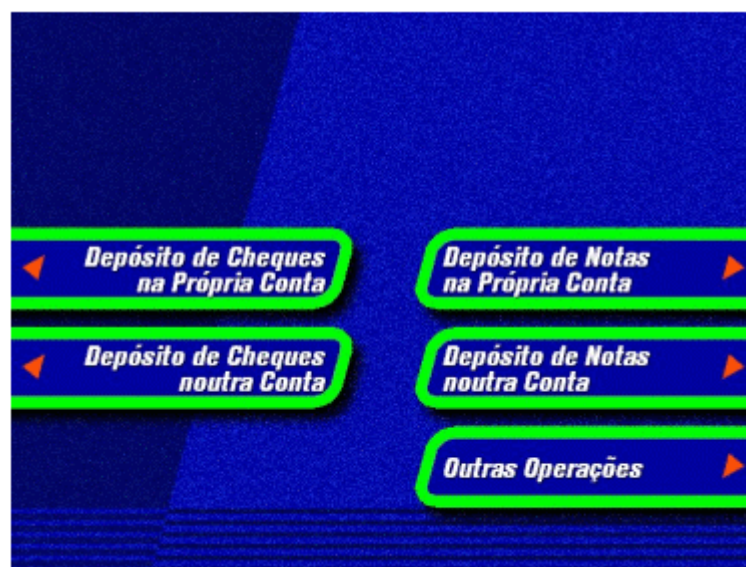 Depósito de Cheques
na Própria Conta
Depósito de Notas
na Própria Conta
Depósito de Cheques
noutra Conta
Depósito de Notas
noutra Conta
Outras Operações